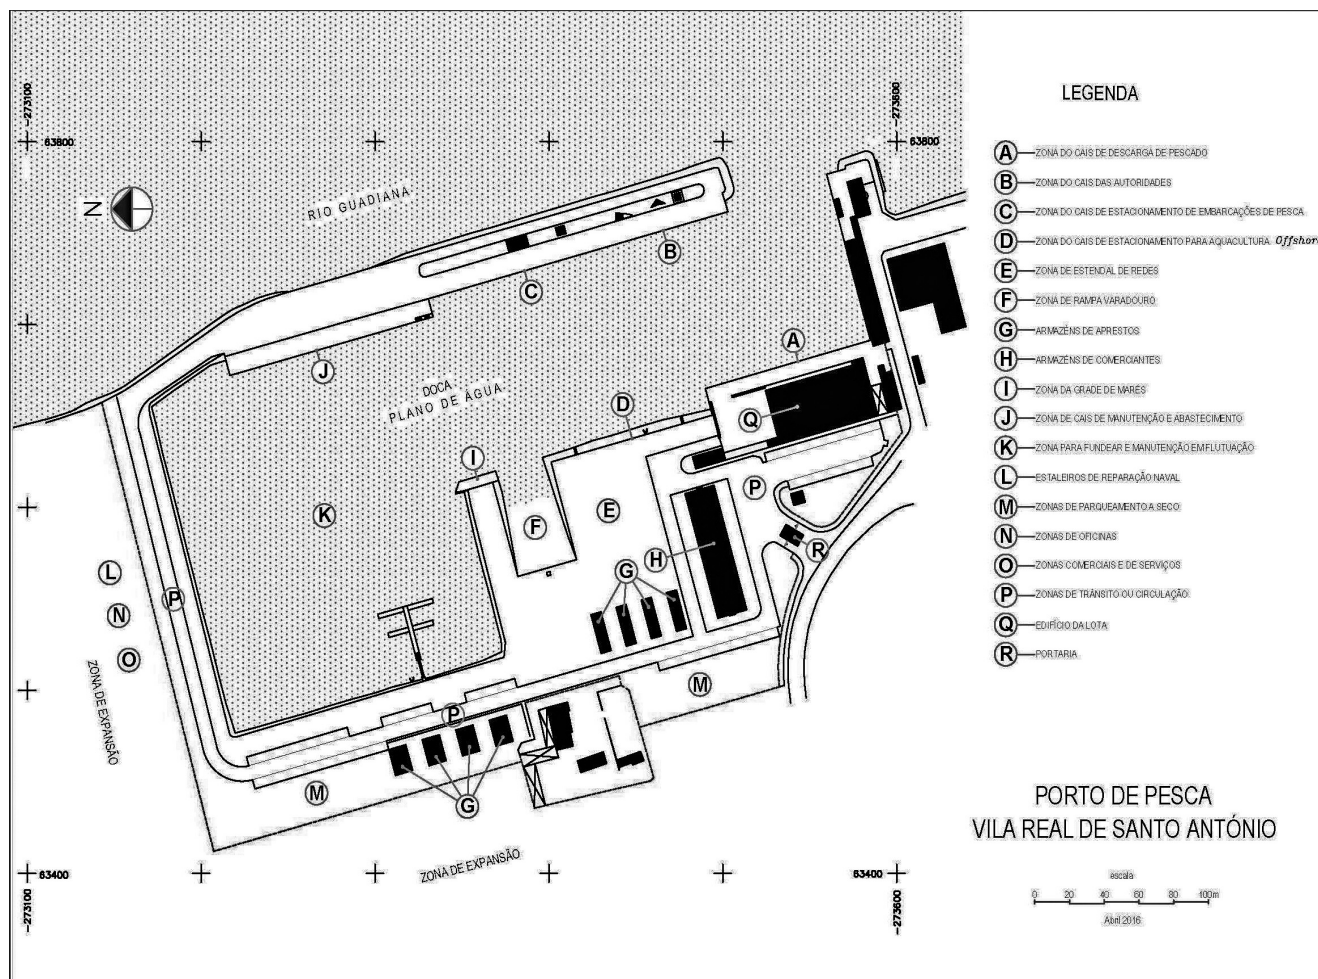 -273100
-273600
63800
63800
N
RIO GUADIANA
B
C
J
A
DOCA
PLANO DE ÁGUA
D
Q
I
P
K
E
F
R
H
G
L
P
N
O
ZONA DE EXPANSÃO
M
P
M
G
ZONA DE EXPANSÃO
63400
63400
-273100
-273600
LEGENDA
A ZONA DO CAIS DE DESCARGA DE PESCADO
B ZONA DO CAIS DAS AUTORIDADES
C ZONA DO CAIS DE ESTACIONAMENTO DE EMBARCAÇÕES DE PESCA
D ZONA DO CAIS DE ESTACIONAMENTO PARA AQUACULTURA Offshore
E ZONA DE ESTENDAL DE REDES
F ZONA DE RAMPA VARADOURO
G ARMAZÉNS DE APRESTOS
H ARMAZÉNS DE COMERCIANTES
I ZONA DA GRADE DE MARÉS
J ZONA DE CAIS DE MANUTENÇÃO E ABASTECIMENTO
K ZONA PARA FUNDEAR E MANUTENÇÃO EM FLUTUAÇÃO
L ESTALEIROS DE REPARAÇÃO NAVAL
M ZONAS DE PARQUEAMENTO A SECO
N ZONAS DE OFICINAS
O ZONAS COMERCIAIS E DE SERVIÇOS
P ZONAS DE TRÂNSITO OU CIRCULAÇÃO
Q EDIFÍCIO DA LOTA
R PORTARIA
PORTO DE PESCA
VILA REAL DE SANTO ANTÓNIO
escala
0 20 40 60 80 100m
Abril 2016